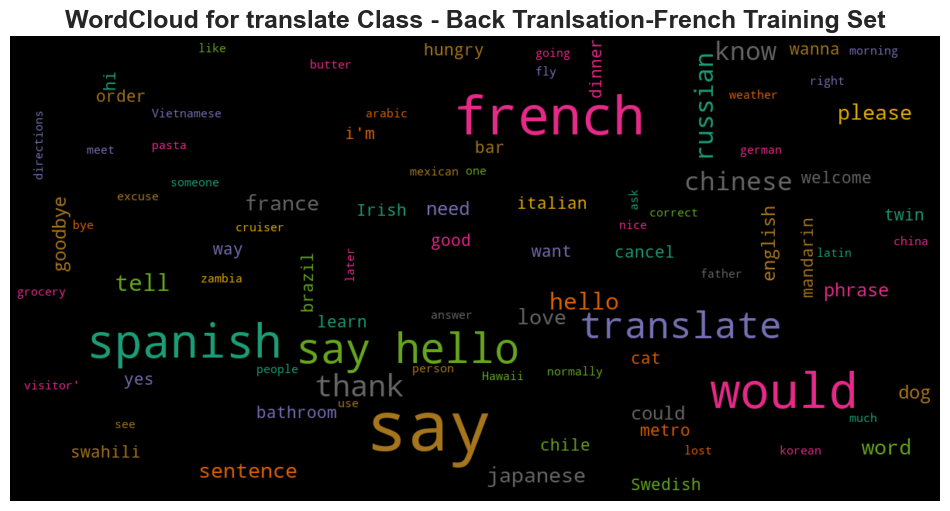 WordCloud for translate Class - Back Tranlsation-French Training Set
like
hungry
going
dinner
know
wanna
morning
butter
fly
hi
right
order
russian
weather
Vietnamese
arabic
french
please
directions
i'm
bar
meet
pasta
german
mexican
one
someone
chinese
welcome
excuse
ask
france
Irish
need
italian
correct
twin
goodbye
bye
cruiser
nice
english
mandarin
way
good
want
cancel
latin
china
later
brazil
zambia
father
tell
grocery
phrase
hello
learn
answer
love
translate
spanish
say hello
cat
people
person
Hawaii
normally
visitor'
yes
thank
would
dog
use
bathroom
say
could
much
see
metro
swahili
chile
lost
korean
word
sentence
japanese
Swedish